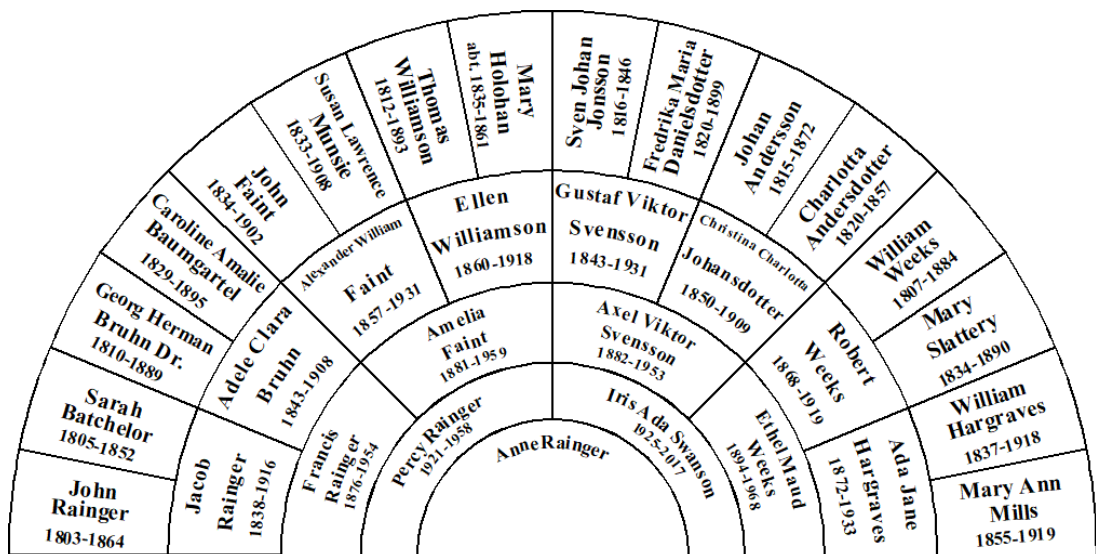 John
Rainger
1803-1864
Sarah
Batchelor
1805-1852
Georg Herman
Bruhn Dr.
1810-1889
Caroline Amalie
Baumgartel
1829-1895
John
Faint
1834-1902
Susan Lawrence
Munsie
1833-1908
Thomas
Williamson
1812-1893
Mary
Holohan
abt. 1835-1861
Sven Johan
Jonsson
1816-1846
Fredrika Maria
Danielsdotter
1820-1899
Johan
Andersson
1815-1872
Charlotta
Andersdotter
1820-1857
William
Weeks
1807-1884
Mary
Slattery
1834-1890
William
Hargraves
1837-1918
Mary Ann
Mills
1855-1919
Jacob
Rainger
1838-1916
Adele Clara
Bruhn
1843-1908
Alexander William
Faint
1857-1931
Ellen
Williamson
1860-1918
Gustaf Viktor
Svensson
1843-1931
Christina Charlotta
Johansdotter
1850-1909
Robert
Weeks
1868-1919
Ada Jane
Hargraves
1872-1933
Francis
Rainger
1876-1954
Amelia
Faint
1881-1959
Axel Viktor
Svensson
1882-1953
Ethel Maud
Weeks
1894-1968
Percy Rainger
1921-1958
Iris Ada Swanson
1925-2017
Anne Rainger